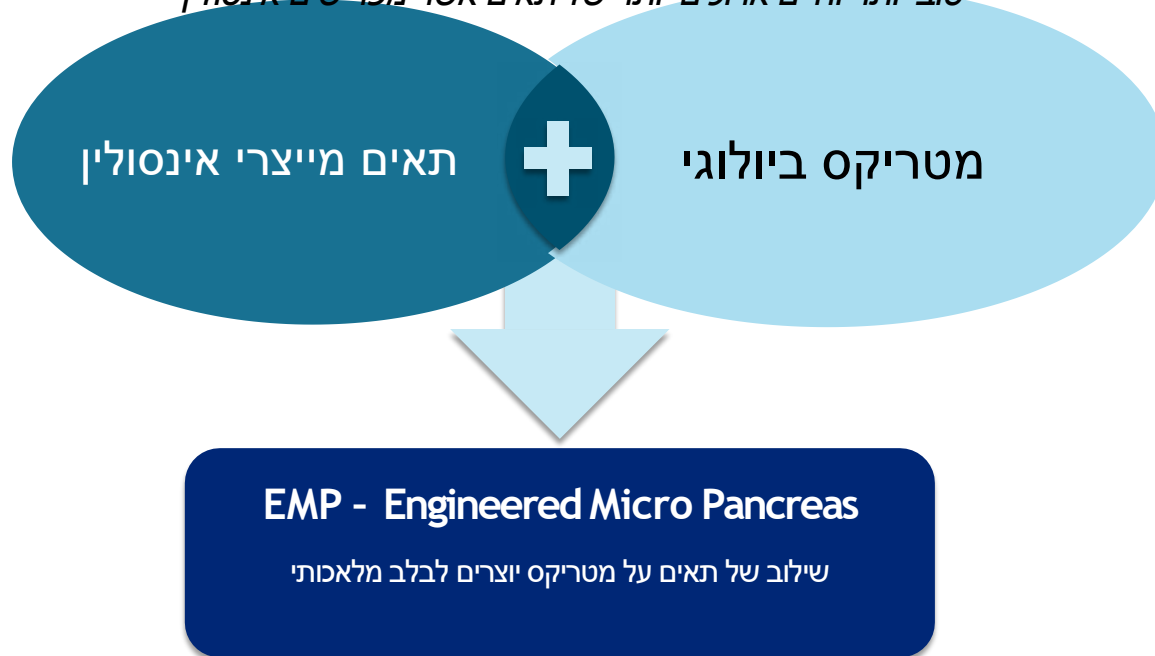 תאים מייצרי אינסולין
מטריקס ביולוגי
EMP - Engineered Micro Pancreas
שילוב של תאים על מטריקס יוצרים לבלב מלאכותי